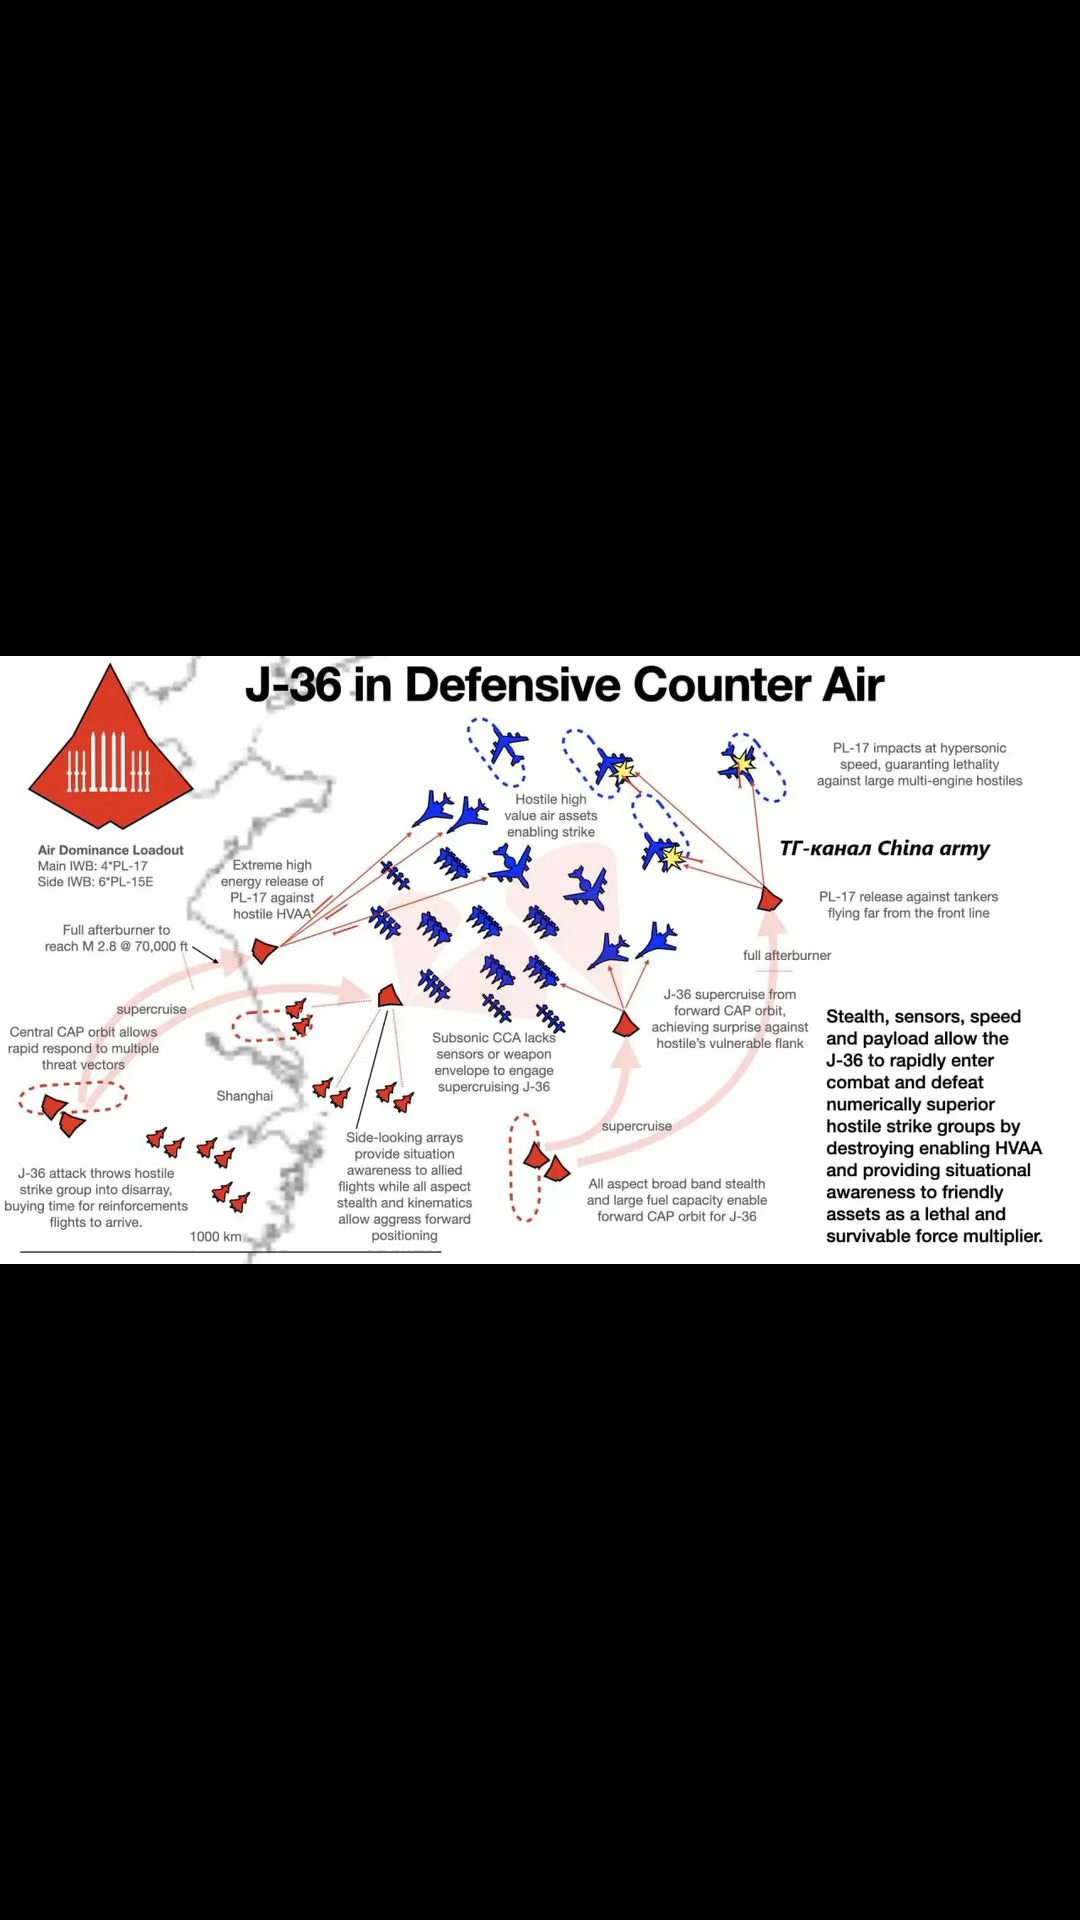 J-36 in Defensive Counter Air
Air Dominance Loadout
Main IWB: 4*PL-17
Side IWB: 6*PL-15E
Full afterburner to
reach M 2.8 @ 70,000 ft
supercruise
Central CAP orbit allows
rapid respond to multiple
threat vectors
J-36 attack throws hostile
strike group into disarray,
buying time for reinforcements
flights to arrive.
1000 km
Extreme high
energy release of
PL-17 against
hostile HVAA
Shanghai
Hostile high
value air assets
enabling strike
Subsonic CCA lacks
sensors or weapon
envelope to engage
supercruising J-36
Side-looking arrays
provide situation
awareness to allied
flights while all aspect
stealth and kinematics
allow aggress forward
positioning
supercruise
All aspect broad band stealth
and large fuel capacity enable
forward CAP orbit for J-36
J-36 supercruise from
forward CAP orbit,
achieving surprise against
hostile's vulnerable flank
full afterburner
PL-17 impacts at hypersonic
speed, guaranting lethality
against large multi-engine hostiles
ТГ-канал China army
PL-17 release against tankers
flying far from the front line
Stealth, sensors, speed
and payload allow the
J-36 to rapidly enter
combat and defeat
numerically superior
hostile strike groups by
destroying enabling HVAA
and providing situational
awareness to friendly
assets as a lethal and
survivable force multiplier.